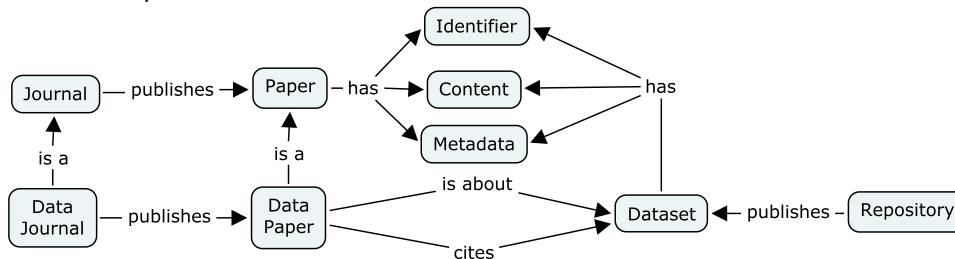 Identifier
Journal
publishes
Paper
has
Content
has
Metadata
is a
is a
is about
Data
Journal
publishes
Data
Paper
Dataset
publishes
Repository
cites